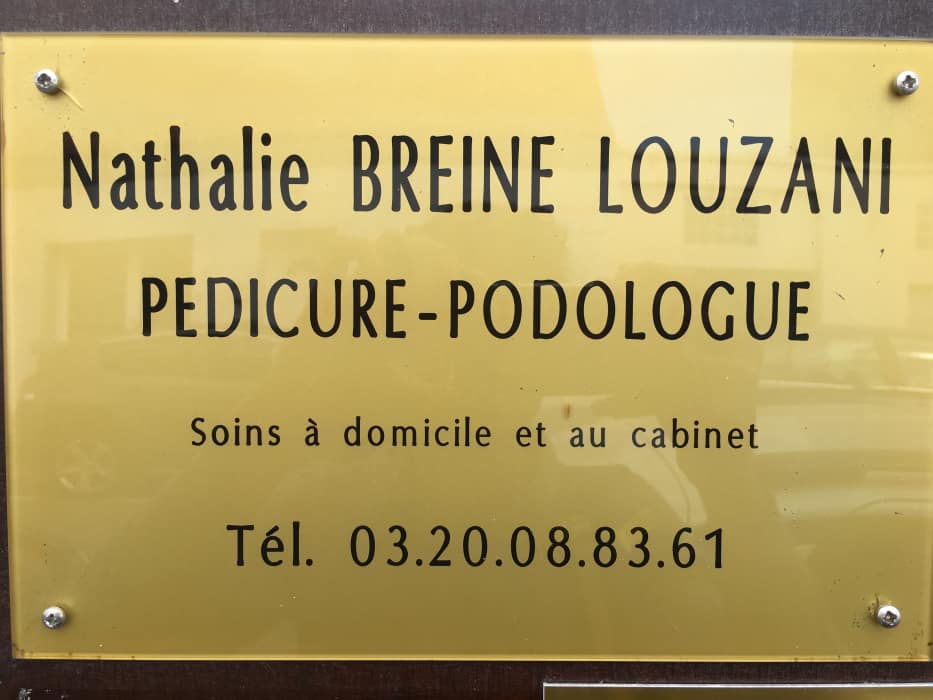 Nathalie BREINE LOUZANI
PEDICURE-PODOLOGUE
Soins à domicile et au cabinet
Tél. 03.20.08.83.61